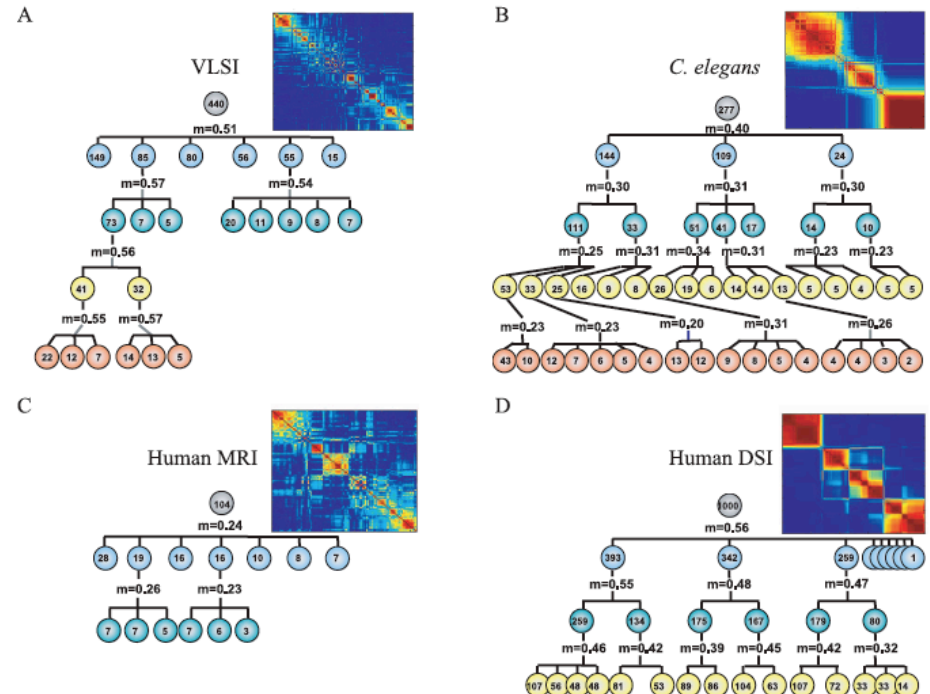 A
VLSI
440
m=0.51
149 85 80 56 55 15
m=0.57 m=0.54
73 7 5 20 11 9 8 7
m=0.56
41 32
m=0.55 m=0.57
22 12 7 14 13 5
B
C. elegans
277
m=0.40
144 109 24
m=0.30 m=0.31 m=0.30
111 33 51 41 17 14 10
m=0.25 m=0.31 m=0.34 m=0.31 m=0.23 m=0.23
53 33 25 16 9 8 26 19 6 14 14 13 5 5 4 5 5
m=0.23 m=0.23 m=0.20 m=0.31 m=0.26
43 10 12 7 6 5 4 13 12 9 8 5 4 4 4 3 2
C
Human MRI
104
m=0.24
28 19 16 16 10 8 7
m=0.26 m=0.23
7 7 5 7 6 3
D
Human DSI
1000
m=0.56
393 342 259 1
m=0.55 m=0.48 m=0.47
259 134 175 167 179 80
m=0.46 m=0.42 m=0.39 m=0.45 m=0.42 m=0.32
107 56 48 48 81 53 89 86 104 63 107 72 33 33 14